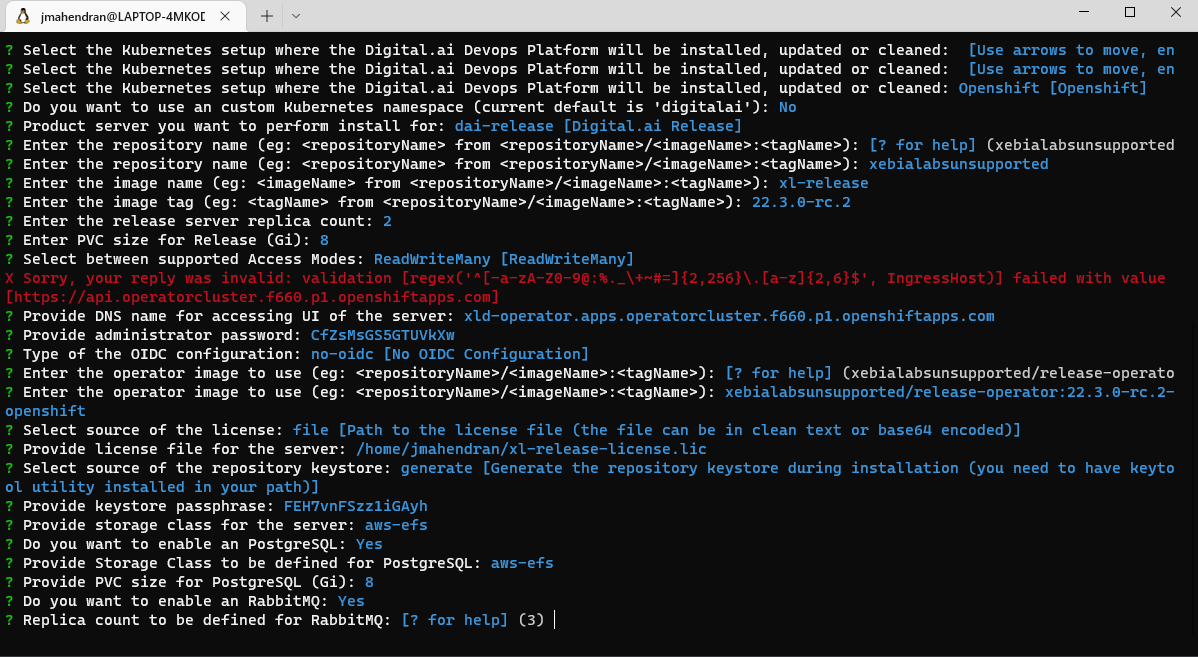 jmahendran@LAPTOP-4MKOD
? Select the Kubernetes setup where the Digital.ai Devops Platform will be installed, updated or cleaned:  [Use arrows to move, en
? Select the Kubernetes setup where the Digital.ai Devops Platform will be installed, updated or cleaned:  [Use arrows to move, en
? Select the Kubernetes setup where the Digital.ai Devops Platform will be installed, updated or cleaned: Openshift [Openshift]
? Do you want to use an custom Kubernetes namespace (current default is 'digitalai'): No
? Product server you want to perform install for: dai-release [Digital.ai Release]
? Enter the repository name (eg: <repositoryName> from <repositoryName>/<imageName>:<tagName>): [? for help] (xebialabsunsupported
? Enter the repository name (eg: <repositoryName> from <repositoryName>/<imageName>:<tagName>): xebialabsunsupported
? Enter the image name (eg: <imageName> from <repositoryName>/<imageName>:<tagName>): xl-release
? Enter the image tag (eg: <tagName> from <repositoryName>/<imageName>:<tagName>): 22.3.0-rc.2
? Enter the release server replica count: 2
? Enter PVC size for Release (Gi): 8
? Select between supported Access Modes: ReadWriteMany [ReadWriteMany]
X Sorry, your reply was invalid: validation [regex('^[-a-zA-Z0-9@:%._\+~#=]{2,256}\.[a-z]{2,6}$', IngressHost)] failed with value
[https://api.operatorcluster.f660.p1.openshiftapps.com]
? Provide DNS name for accessing UI of the server: xld-operator.apps.operatorcluster.f660.p1.openshiftapps.com
? Provide administrator password: CfZsMsGS5GTUVkXw
? Type of the OIDC configuration: no-oidc [No OIDC Configuration]
? Enter the operator image to use (eg: <repositoryName>/<imageName>:<tagName>): [? for help] (xebialabsunsupported/release-operato
? Enter the operator image to use (eg: <repositoryName>/<imageName>:<tagName>): xebialabsunsupported/release-operator:22.3.0-rc.2-
openshift
? Select source of the license: file [Path to the license file (the file can be in clean text or base64 encoded)]
? Provide license file for the server: /home/jmahendran/xl-release-license.lic
? Select source of the repository keystore: generate [Generate the repository keystore during installation (you need to have keyto
ol utility installed in your path)]
? Provide keystore passphrase: FEH7vnFSzz1iGAyh
? Provide storage class for the server: aws-efs
? Do you want to enable an PostgreSQL: Yes
? Provide Storage Class to be defined for PostgreSQL: aws-efs
? Provide PVC size for PostgreSQL (Gi): 8
? Do you want to enable an RabbitMQ: Yes
? Replica count to be defined for RabbitMQ: [? for help] (3)